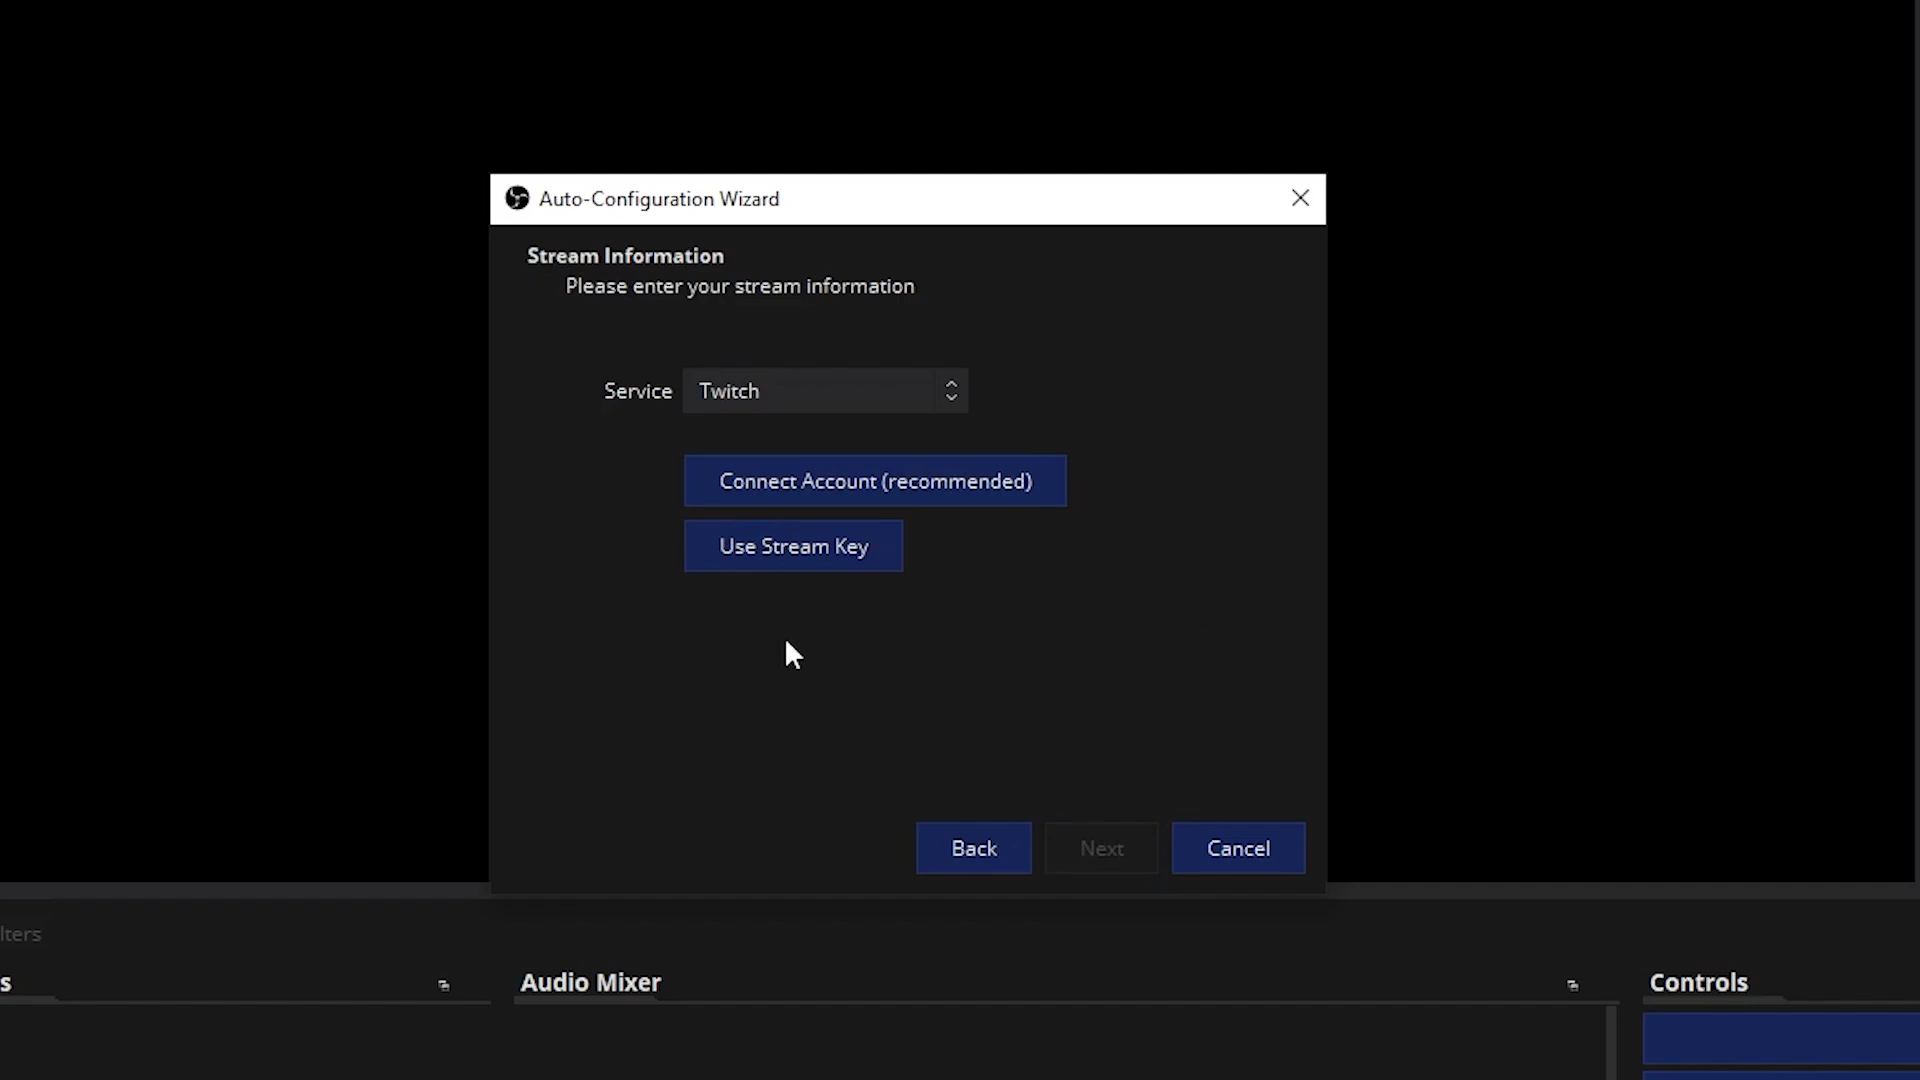 Auto-Configuration Wizard
Stream Information
Please enter your stream information
Service Twitch
Connect Account (recommended)
Use Stream Key
Back Next Cancel
lters
s Audio Mixer Controls